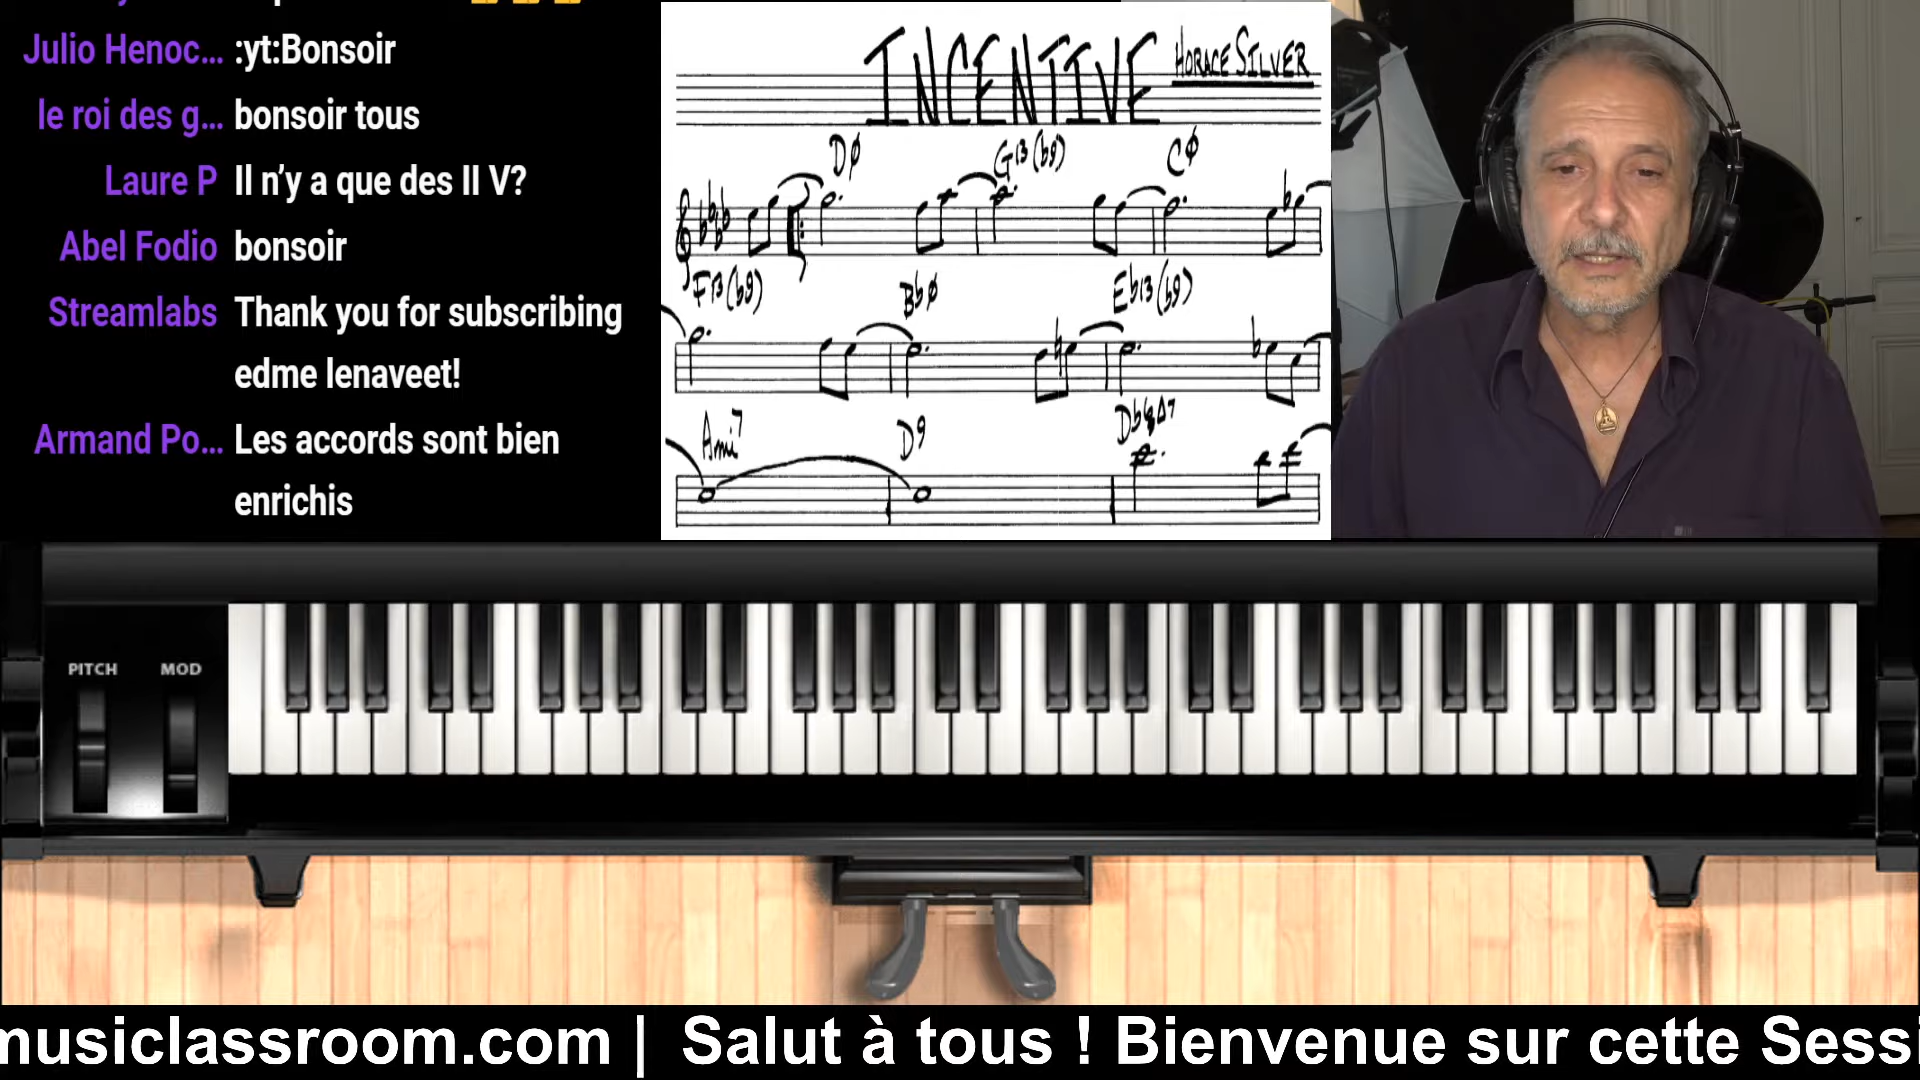 Julio Henoc... :yt:Bonsoir
le roi des g... bonsoir tous
Laure P Il n’y a que des II V?
Abel Fodio bonsoir
Streamlabs Thank you for subscribing
edme lenaveet!
Armand Po... Les accords sont bien
enrichis
INCENTIVE HORACE SILVER
Dø G13(b9) Cø
F13(b9) Bbø Eb13(b9)
Ami7 D9
PITCH MOD
musiclassroom.com | Salut à tous ! Bienvenue sur cette Sessi